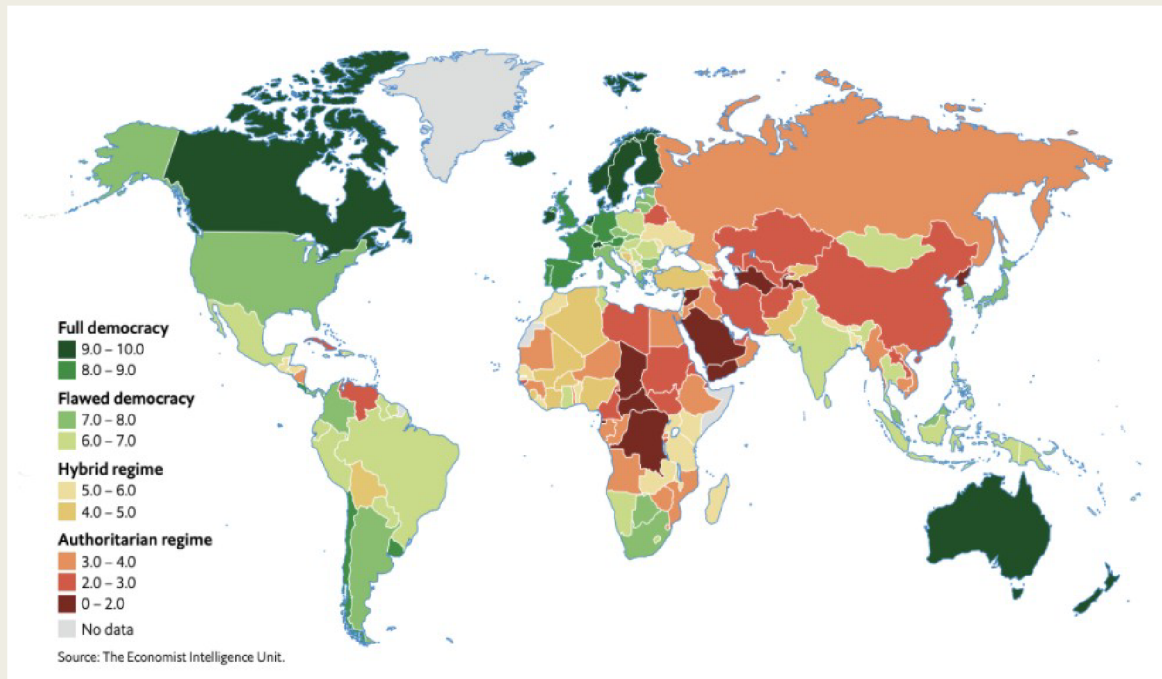 Full democracy
9.0 – 10.0
8.0 – 9.0
Flawed democracy
7.0 – 8.0
6.0 – 7.0
Hybrid regime
5.0 – 6.0
4.0 – 5.0
Authoritarian regime
3.0 – 4.0
2.0 – 3.0
0 – 2.0
No data
Source: The Economist Intelligence Unit.